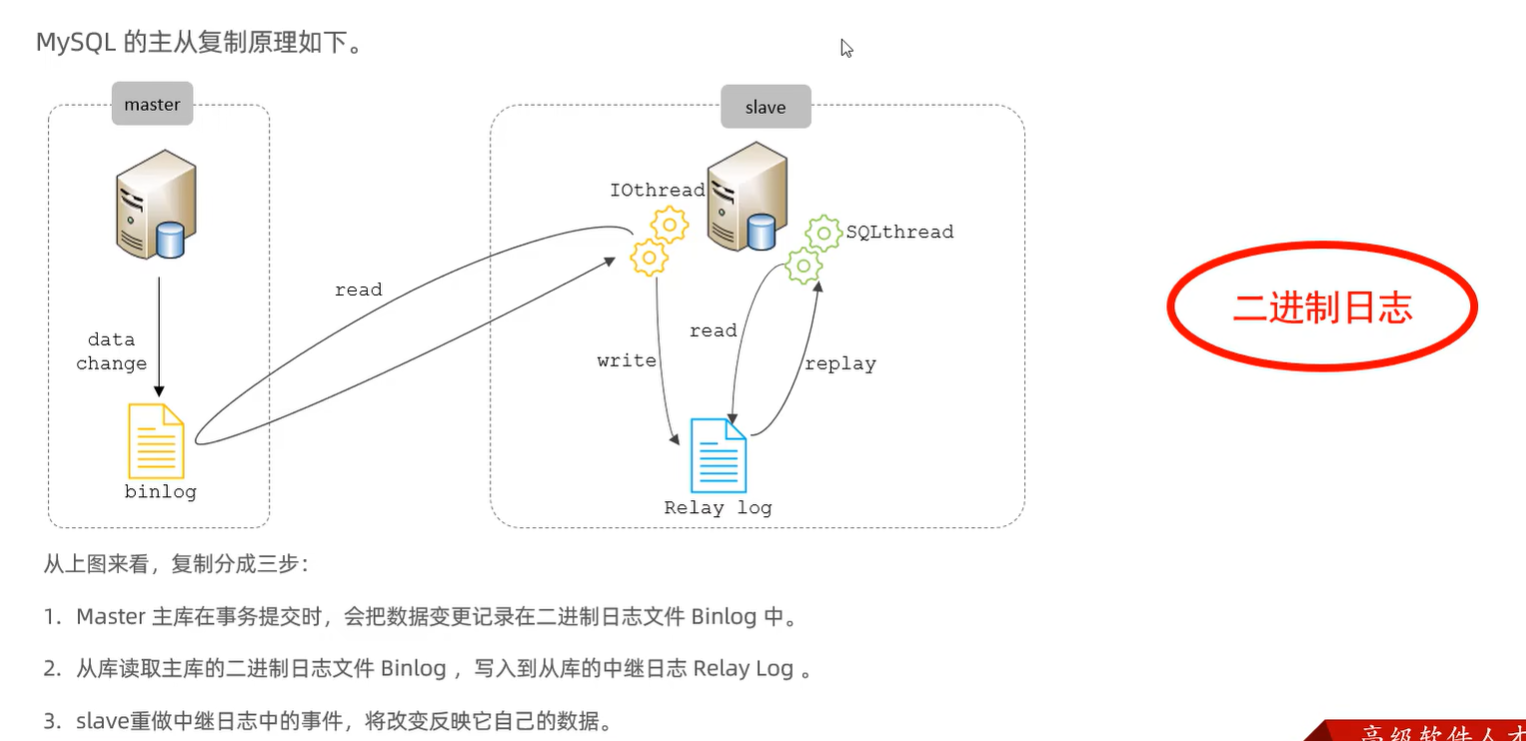 MySQL 的主从复制原理如下。
master
slave
IOthread
SQLthread
read
data
change
read
write
replay
binlog
Relay log
二进制日志
从上图来看，复制分成三步：
1. Master 主库在事务提交时，会把数据变更记录在二进制日志文件 Binlog 中。
2. 从库读取主库的二进制日志文件 Binlog ，写入到从库的中继日志 Relay Log 。
3. slave重做中继日志中的事件，将改变反映它自己的数据。
高级软件人才